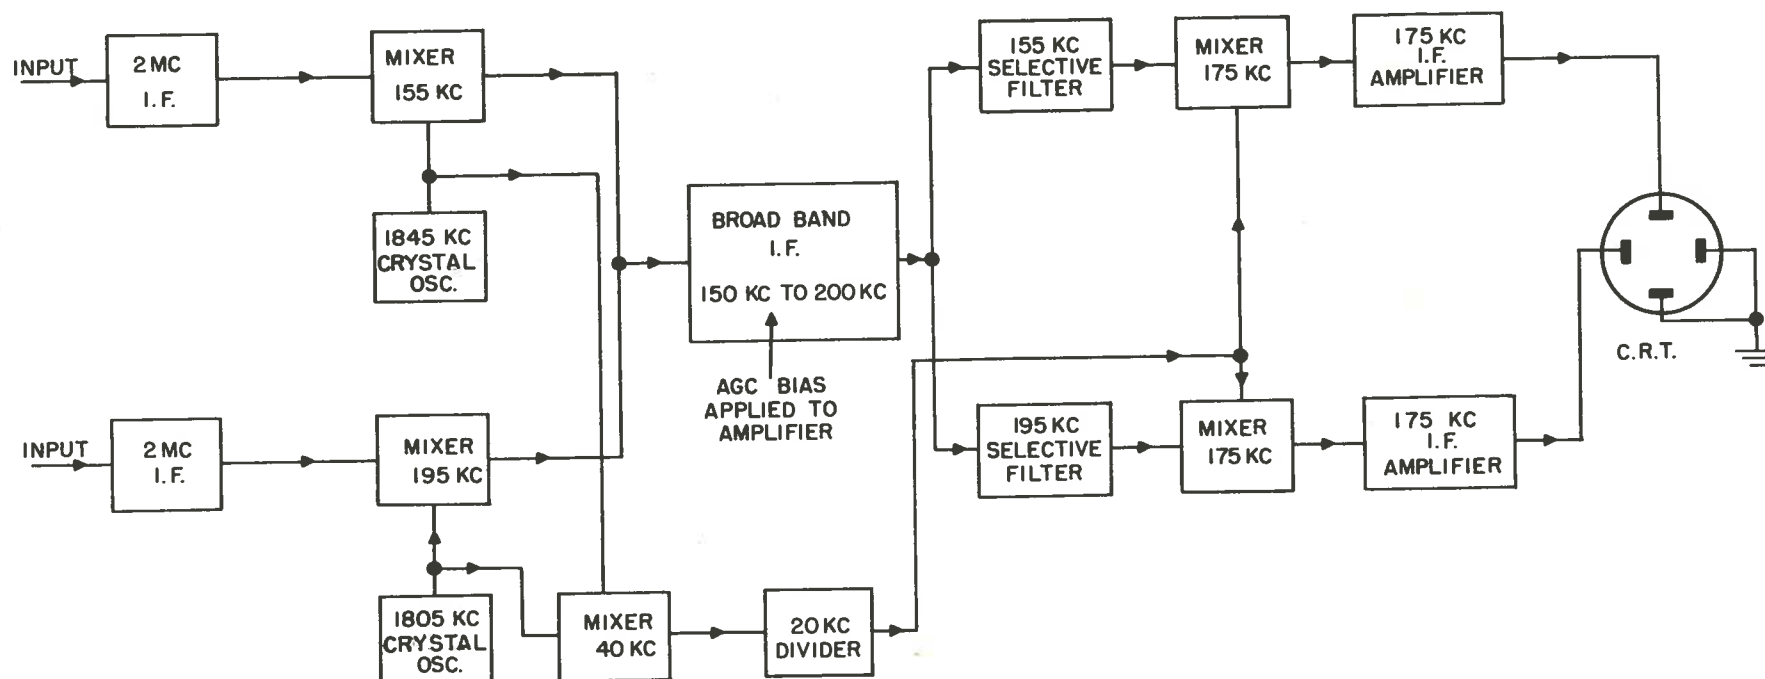 INPUT
2 MC
I.F.
MIXER
155 KC
1845 KC
CRYSTAL
OSC.
INPUT
2 MC
I.F.
MIXER
195 KC
1805 KC
CRYSTAL
OSC.
MIXER
40 KC
20 KC
DIVIDER
BROAD BAND
I.F.
150 KC TO 200 KC
AGC BIAS
APPLIED TO
AMPLIFIER
155 KC
SELECTIVE
FILTER
MIXER
175 KC
175 KC
I.F.
AMPLIFIER
195 KC
SELECTIVE
FILTER
MIXER
175 KC
175 KC
I.F.
AMPLIFIER
C.R.T.